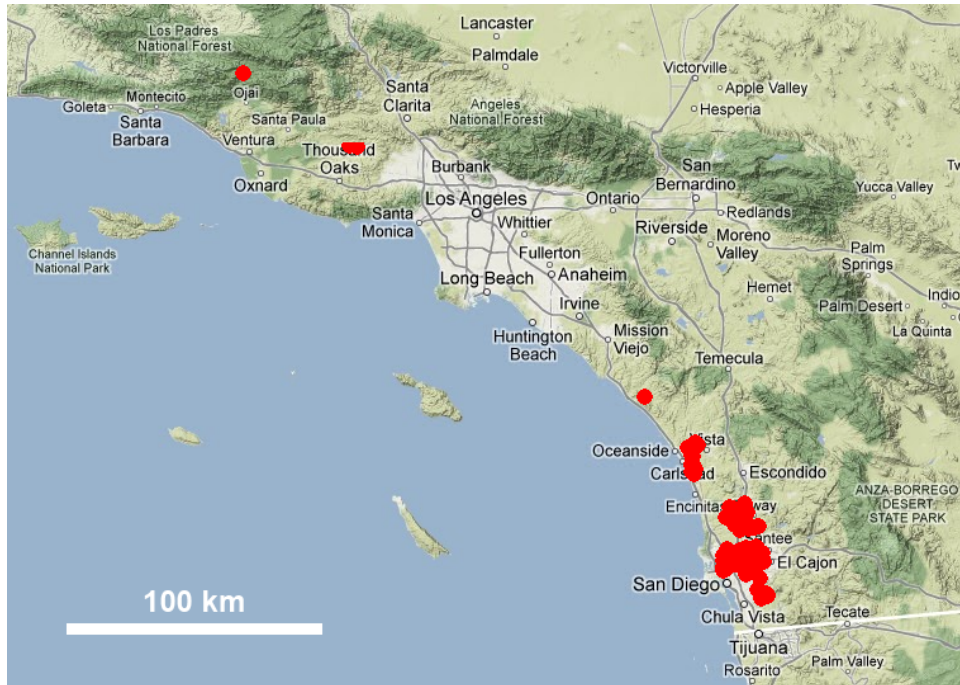 Lancaster
Los Padres
National Forest
Palmdale
Victorville
Apple Valley
Ojai
Santa
Clarita
Hesperia
Goleta
Montecito
Santa
Barbara
Santa Paula
Angeles
National Forest
Ventura
Thousand
Oaks
Burbank
San
Bernardino
Oxnard
Los Angeles
Ontario
Redlands
Yucca Valley
Santa
Monica
Whittier
Riverside
Moreno
Valley
Channel Islands
National Park
Fullerton
Anaheim
Palm
Springs
Long Beach
Hemet
Palm Desert
Indio
Irvine
La Quinta
Huntington
Beach
Mission
Viejo
Temecula
Oceanside
Vista
Carlsbad
Escondido
Encinitas
way
ANZA-BORREGO
DESERT
STATE PARK
Santee
El Cajon
San Diego
100 km
Chula Vista
Tecate
Tijuana
Palm Valley
Rosarito